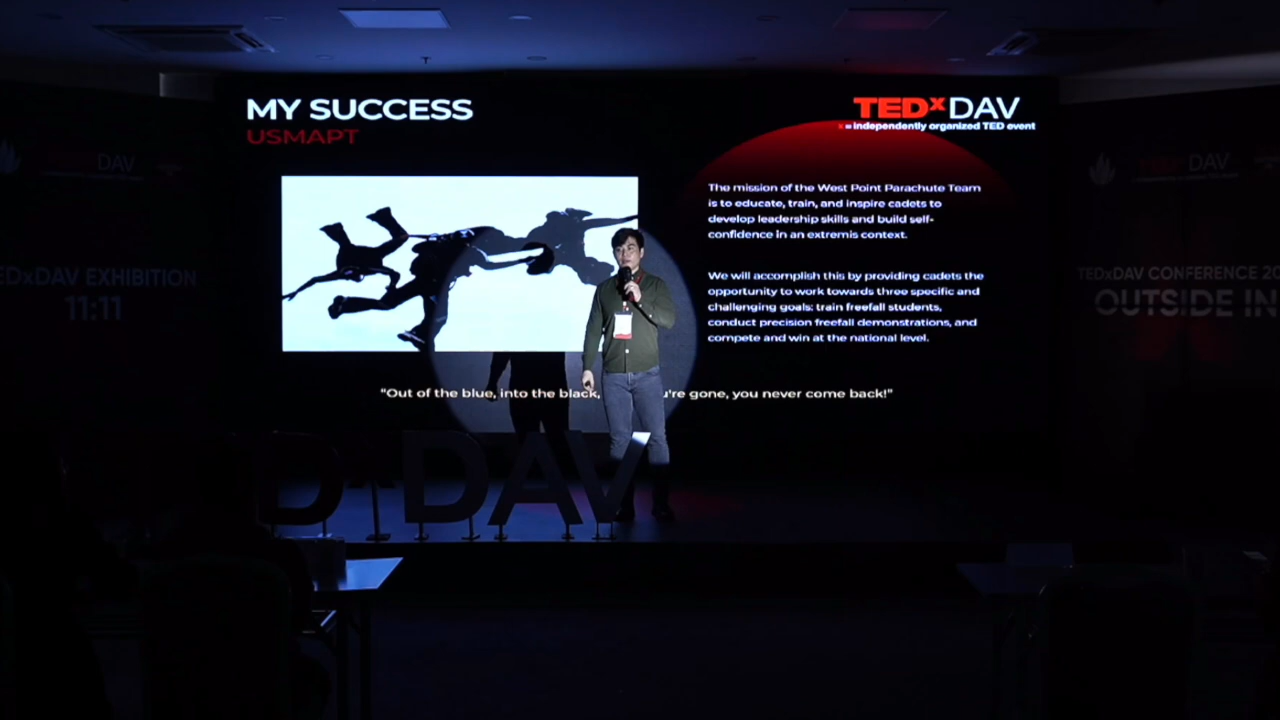 MY SUCCESS
USMAPT
TEDxDAV
x = independently organized TED event
The mission of the West Point Parachute Team
is to educate, train, and inspire cadets to
develop leadership skills and build self-
confidence in an extremis context.
We will accomplish this by providing cadets the
opportunity to work towards three specific and
challenging goals: train freefall students,
conduct precision freefall demonstrations, and
compete and win at the national level.
"Out of the blue, into the black, 're gone, you never come back!"
DAV
EDxDAV EXHIBITION
11:11
DAV
TEDxDAV CONFERENCE 20
OUTSIDE IN
D x DAV